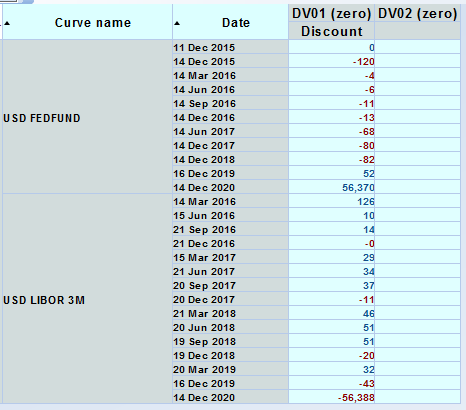 Curve name Date DV01 (zero) DV02 (zero)
Discount
USD FEDFUND
11 Dec 2015 0
14 Dec 2015 -120
14 Mar 2016 -4
14 Jun 2016 -6
14 Sep 2016 -11
14 Dec 2016 -13
14 Jun 2017 -68
14 Dec 2017 -80
14 Dec 2018 -82
16 Dec 2019 52
14 Dec 2020 56,370
USD LIBOR 3M
14 Mar 2016 126
15 Jun 2016 10
21 Sep 2016 14
21 Dec 2016 -0
15 Mar 2017 29
21 Jun 2017 34
20 Sep 2017 37
20 Dec 2017 -11
21 Mar 2018 46
20 Jun 2018 51
19 Sep 2018 51
19 Dec 2018 -20
20 Mar 2019 32
16 Dec 2019 -43
14 Dec 2020 -56,388